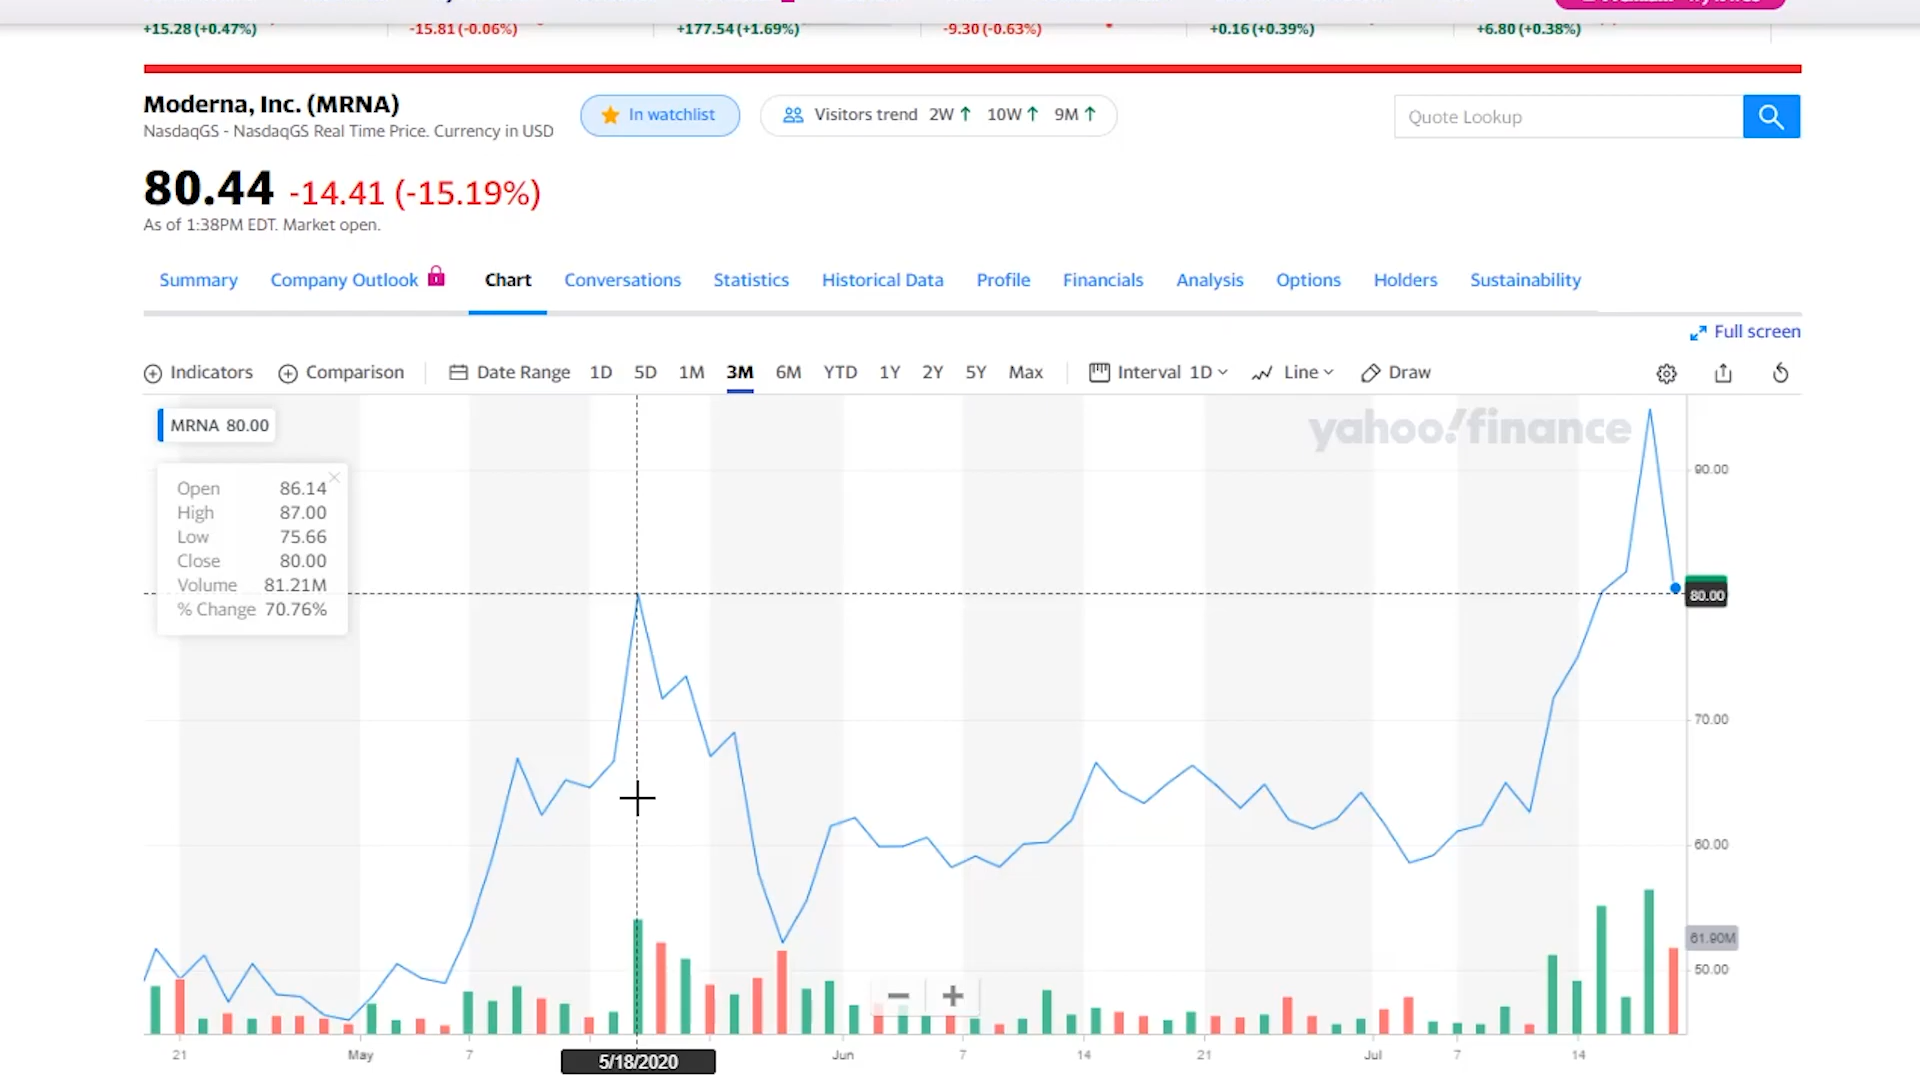 +15.28 (+0.47%) -15.81 (-0.06%) +177.54 (+1.69%) -9.30 (-0.63%) +0.16 (+0.39%) +6.80 (+0.38%)
Moderna, Inc. (MRNA)
NasdaqGS - NasdaqGS Real Time Price. Currency in USD
In watchlist
Visitors trend 2W ↑ 10W ↑ 9M ↑
Quote Lookup
80.44 -14.41 (-15.19%)
As of 1:38PM EDT. Market open.
Summary Company Outlook Chart Conversations Statistics Historical Data Profile Financials Analysis Options Holders Sustainability
Full screen
Indicators Comparison Date Range 1D 5D 1M 3M 6M YTD 1Y 2Y 5Y Max Interval 1D Line Draw
MRNA 80.00
yahoo!finance
Open 86.14
High 87.00
Low 75.66
Close 80.00
Volume 81.21M
% Change 70.76%
90.00
80.00
70.00
60.00
61.90M
50.00
21 May 7 5/18/2020 Jun 7 14 21 Jul 7 14